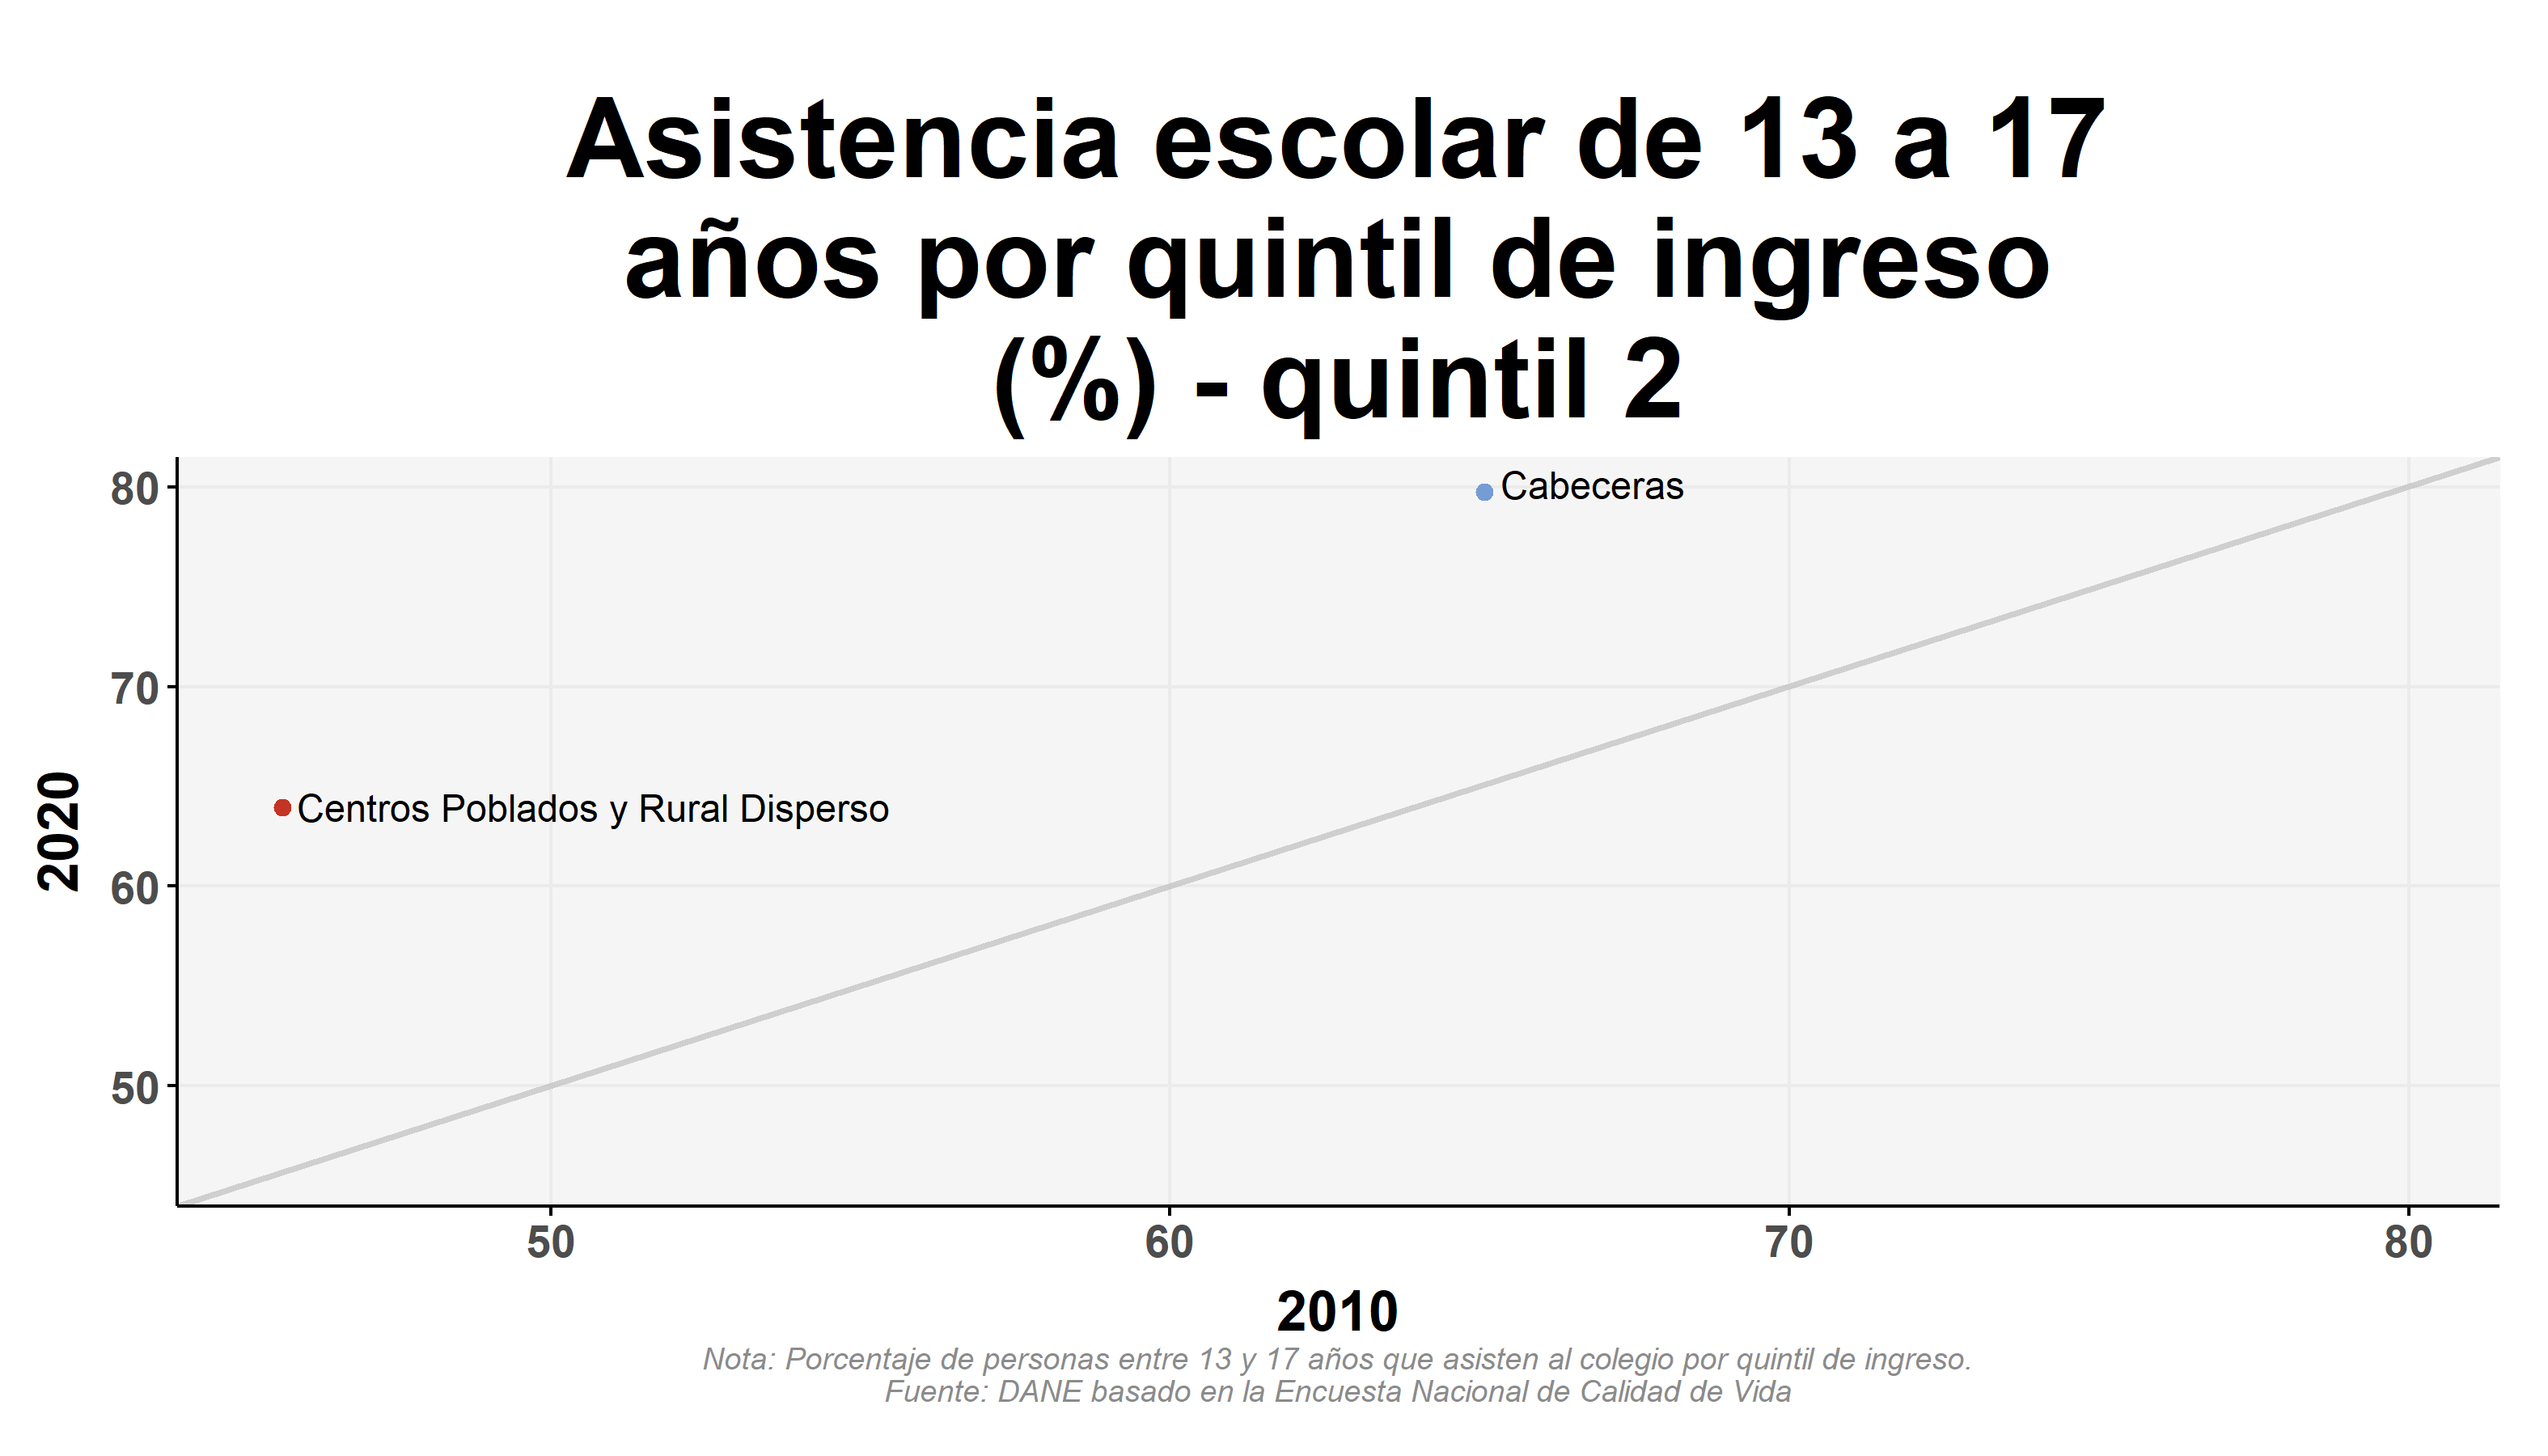 Asistencia escolar de 13 a 17
años por quintil de ingreso
(%) - quintil 2
80
Cabeceras
70
Centros Poblados y Rural Disperso
2020
60
50
50 60 70 80
2010
Nota: Porcentaje de personas entre 13 y 17 años que asisten al colegio por quintil de ingreso.
Fuente: DANE basado en la Encuesta Nacional de Calidad de Vida